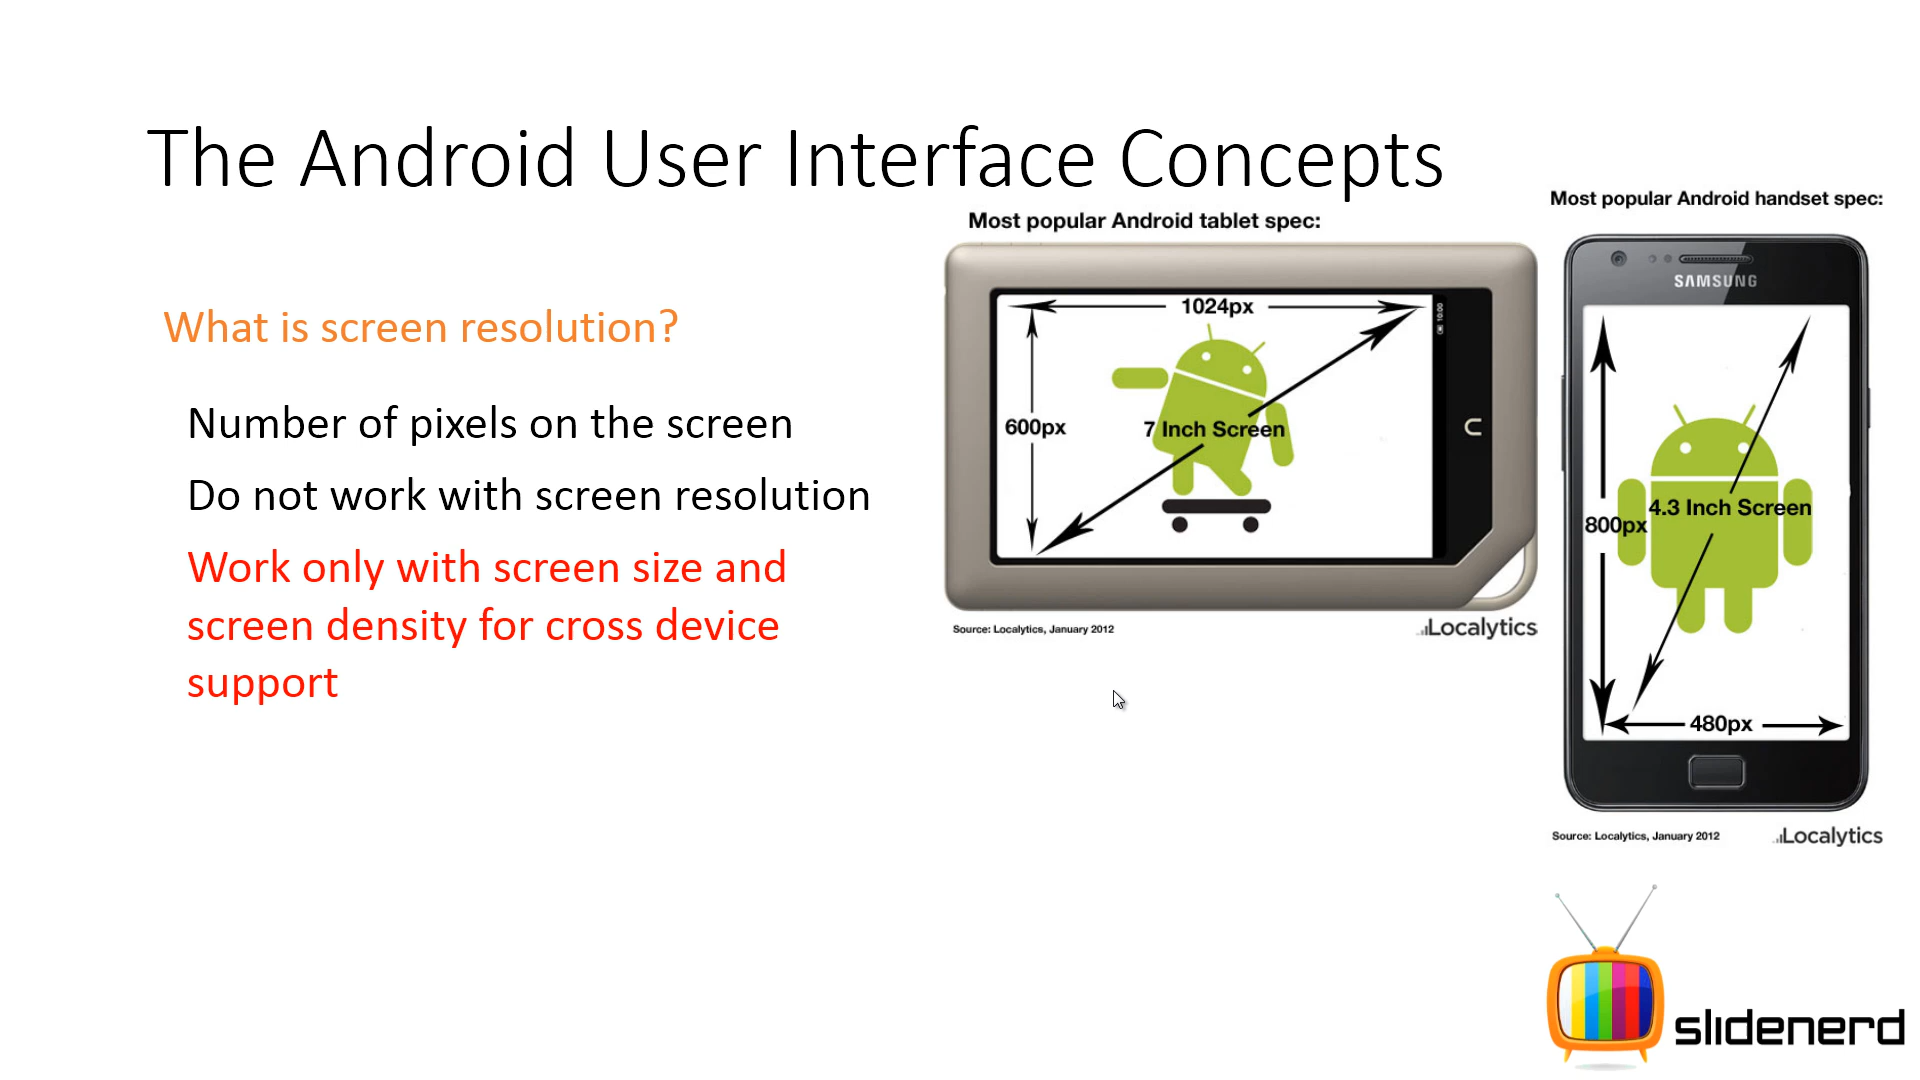 The Android User Interface Concepts
What is screen resolution?
Number of pixels on the screen
Do not work with screen resolution
Work only with screen size and
screen density for cross device
support
Most popular Android tablet spec:
1024px
10:00
600px
7 Inch Screen
Source: Localytics, January 2012
Localytics
Most popular Android handset spec:
SAMSUNG
4.3 Inch Screen
800px
480px
Source: Localytics, January 2012
Localytics
slidenerd